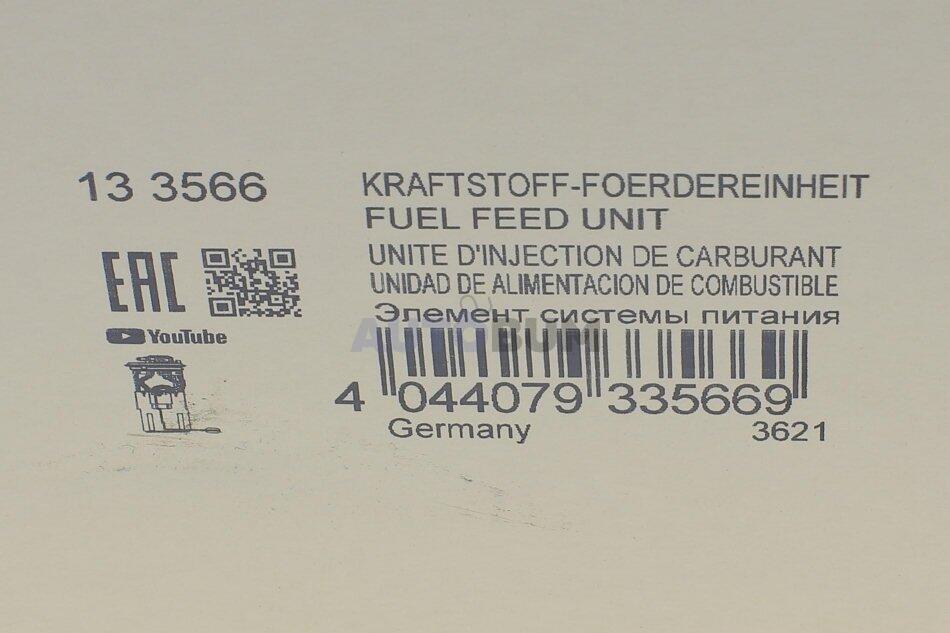 13 3566
KRAFTSTOFF-FOERDEREINHEIT
FUEL FEED UNIT
UNITE D'INJECTION DE CARBURANT
UNIDAD DE ALIMENTACION DE COMBUSTIBLE
Элемент системы питания
EAC
YouTube
AUTOBUM
4 044079 335669
Germany 3621